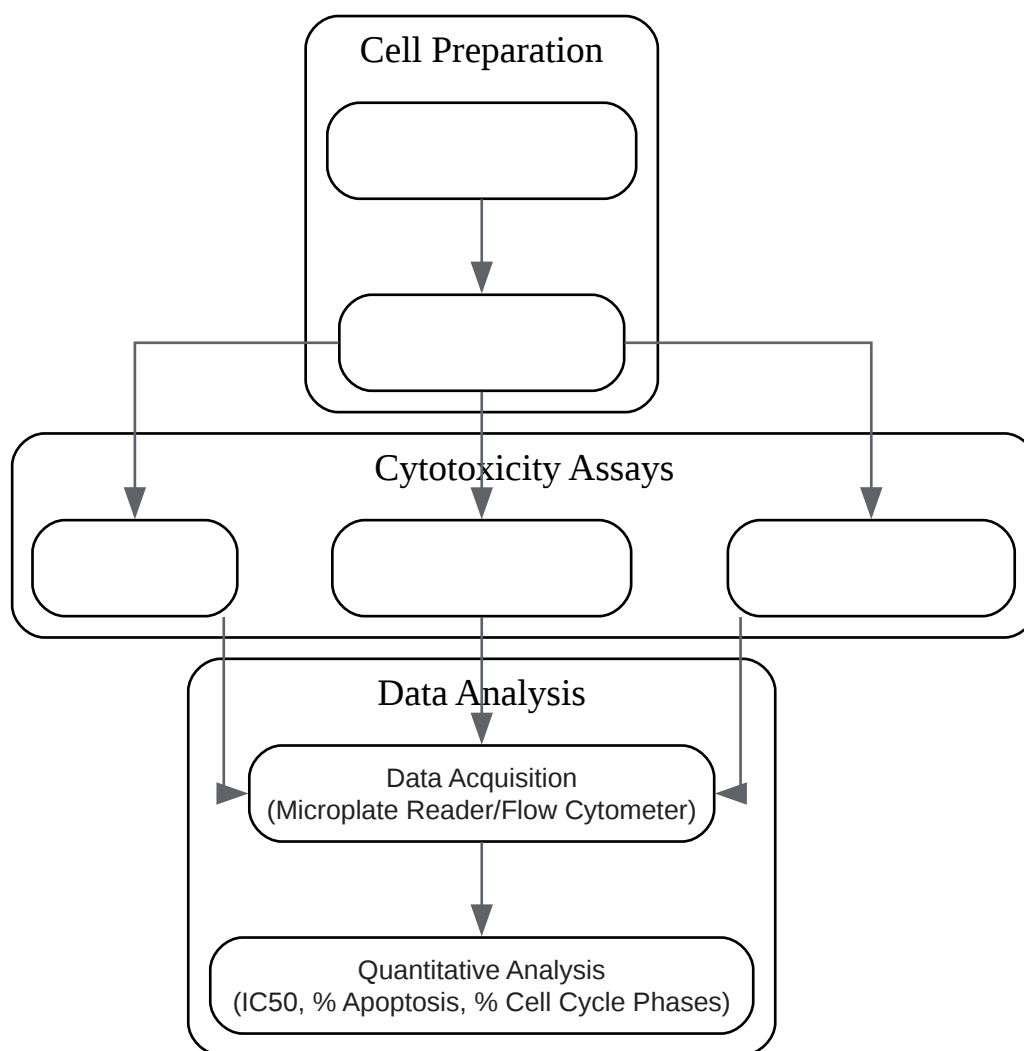 Cell Preparation
Cytotoxicity Assays
Data Analysis
Data Acquisition
(Microplate Reader/Flow Cytometer)
Quantitative Analysis
(IC50, % Apoptosis, % Cell Cycle Phases)